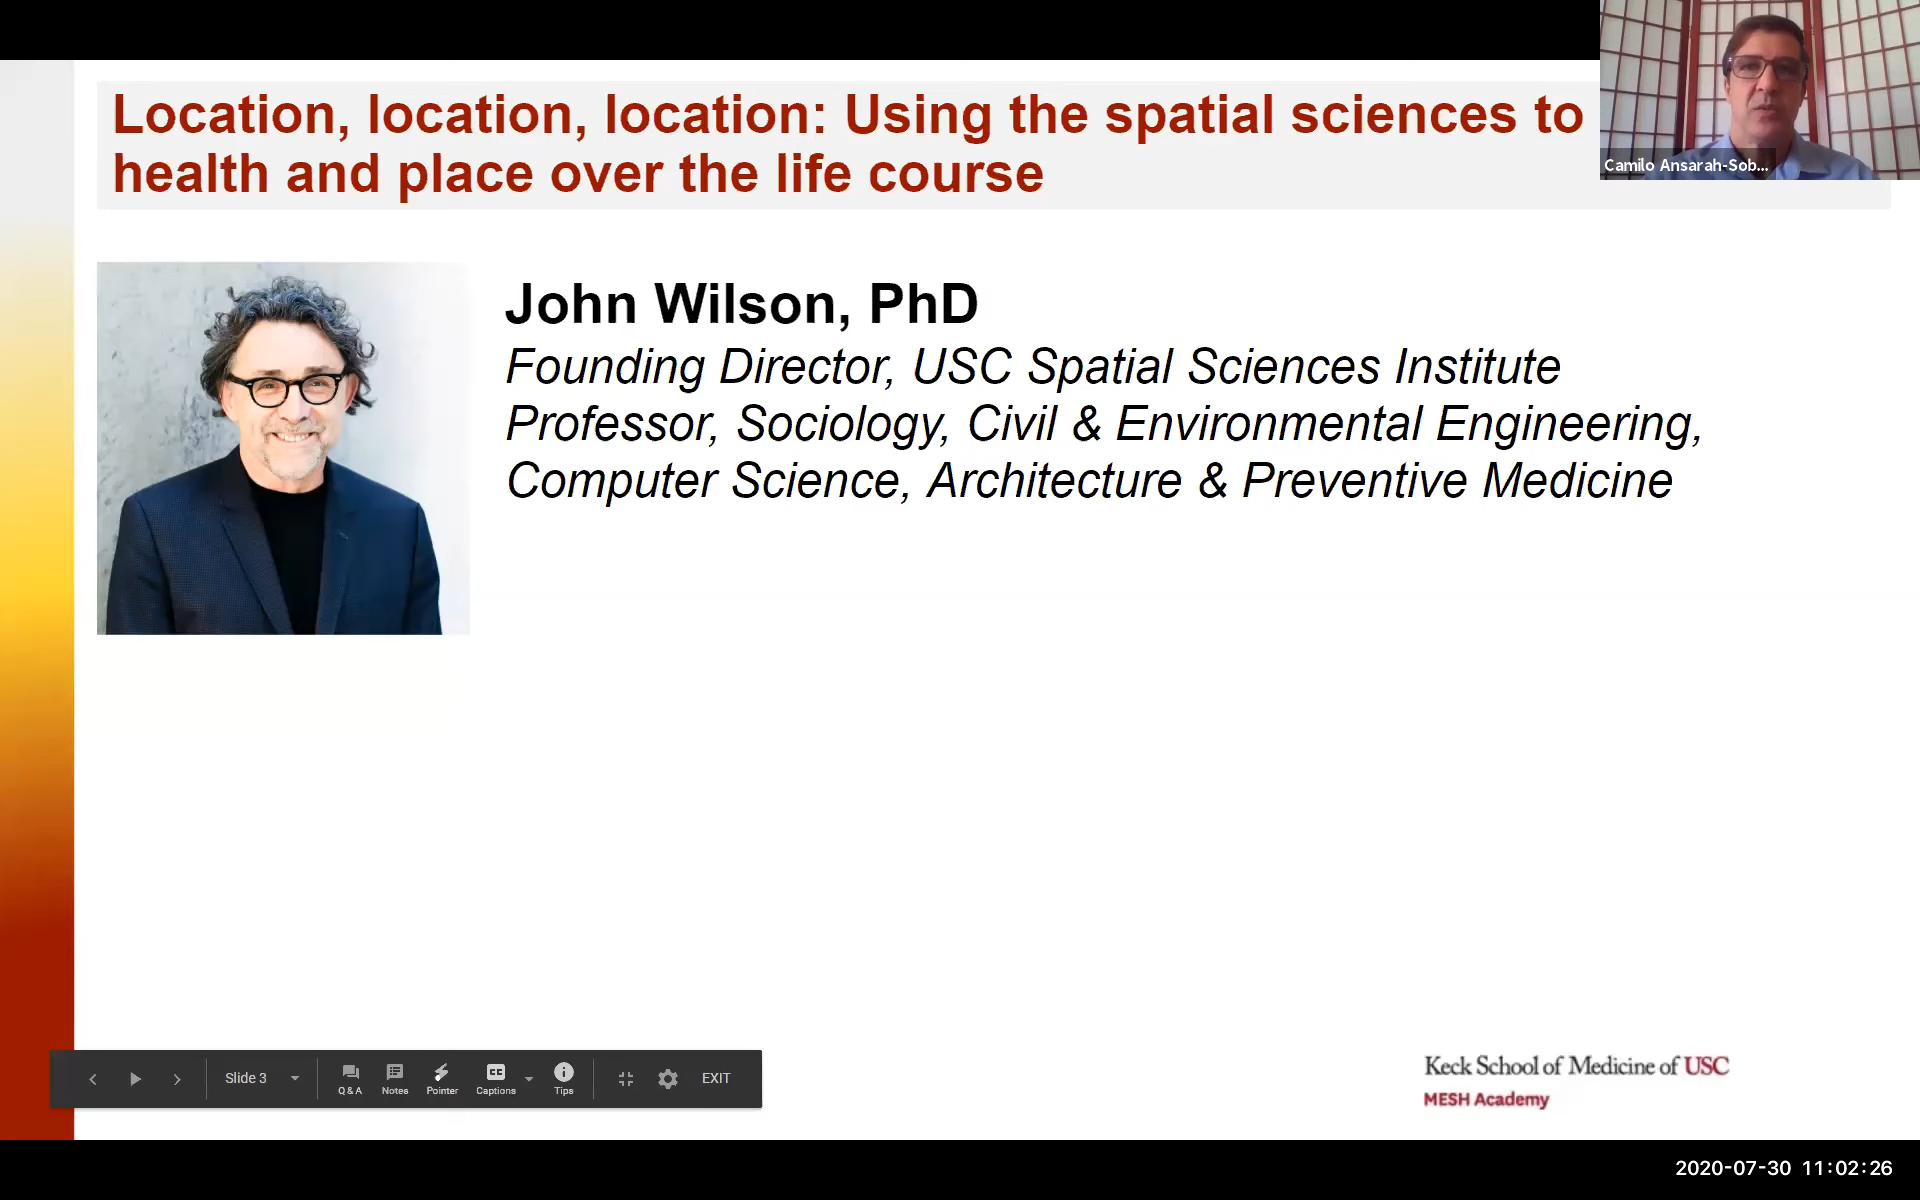 Location, location, location: Using the spatial sciences to
health and place over the life course
Camilo Ansarah-Sob...
John Wilson, PhD
Founding Director, USC Spatial Sciences Institute
Professor, Sociology, Civil & Environmental Engineering,
Computer Science, Architecture & Preventive Medicine
Slide 3
Q & A
Notes
Pointer
CC
Captions
Tips
EXIT
Keck School of Medicine of USC
MESH Academy
2020-07-30 11:02:26